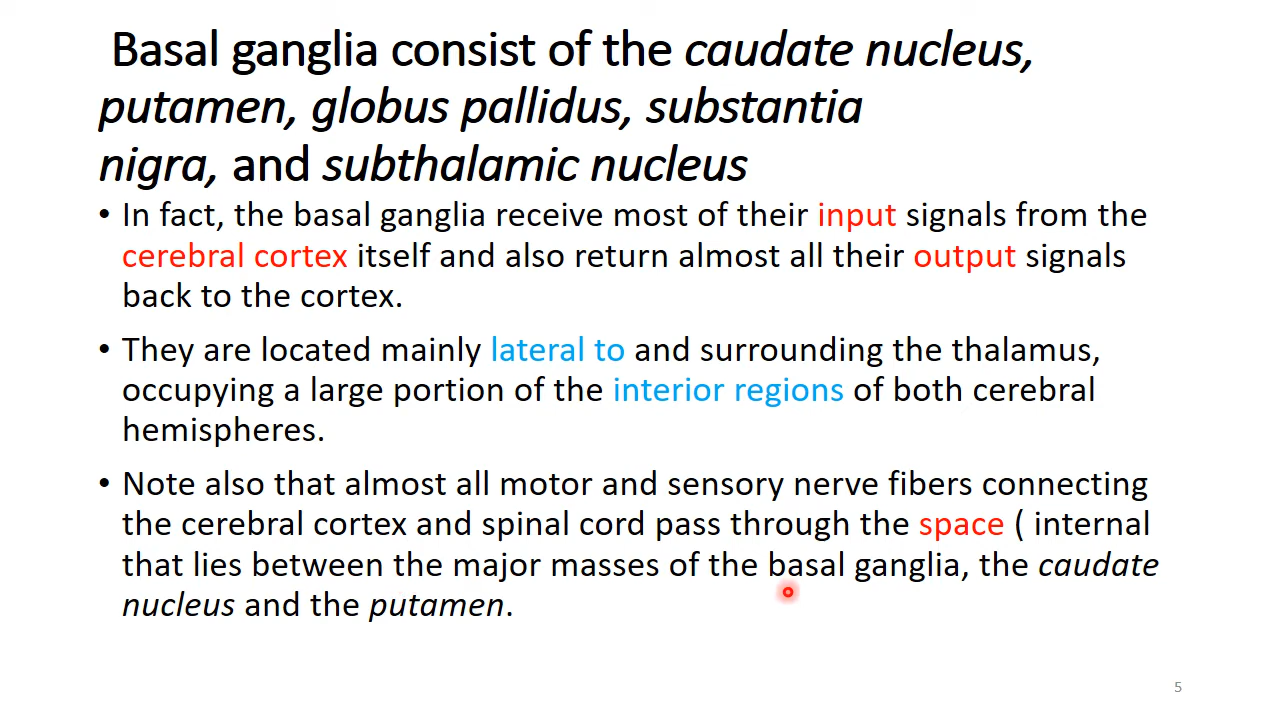 Basal ganglia consist of the caudate nucleus,
putamen, globus pallidus, substantia
nigra, and subthalamic nucleus
• In fact, the basal ganglia receive most of their input signals from the
cerebral cortex itself and also return almost all their output signals
back to the cortex.
• They are located mainly lateral to and surrounding the thalamus,
occupying a large portion of the interior regions of both cerebral
hemispheres.
• Note also that almost all motor and sensory nerve fibers connecting
the cerebral cortex and spinal cord pass through the space ( internal
that lies between the major masses of the basal ganglia, the caudate
nucleus and the putamen.
5